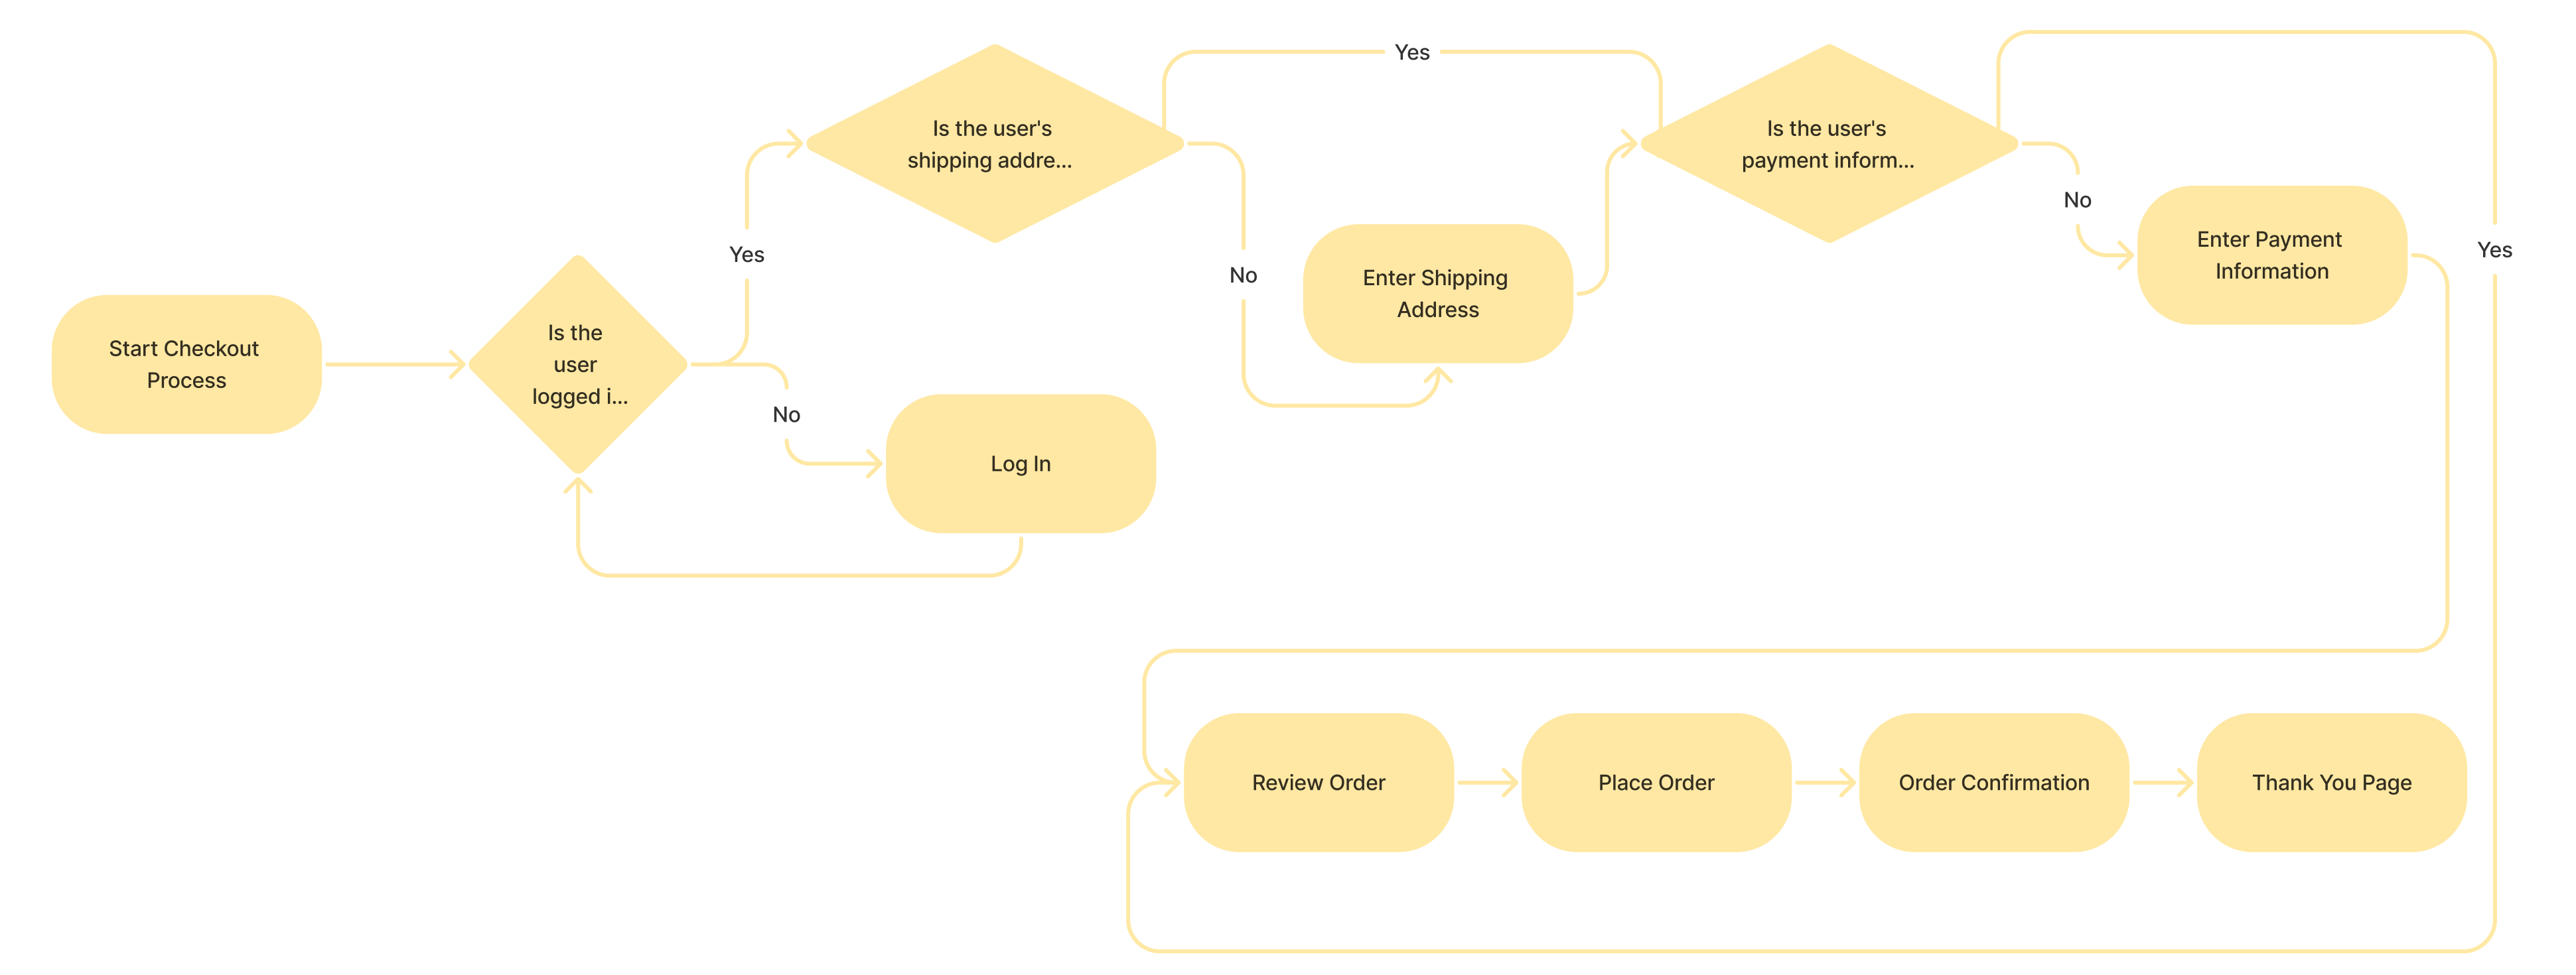 Start Checkout
Process
Is the
user
logged i...
Yes
No
Log In
Is the user's
shipping addre...
Yes
No
Enter Shipping
Address
Is the user's
payment inform...
No
Yes
Enter Payment
Information
Review Order
Place Order
Order Confirmation
Thank You Page